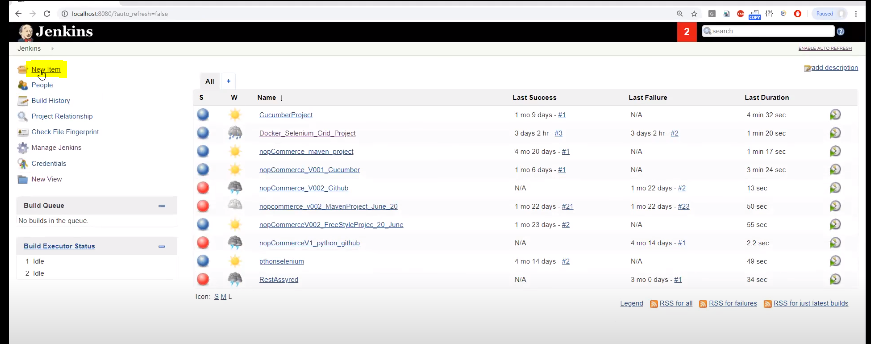 localhost:8080/?auto_refresh=false
Paused
Jenkins
2
search
Jenkins
ENABLE AUTO REFRESH
New Item
People
Build History
Project Relationship
Check File Fingerprint
Manage Jenkins
Credentials
New View
Build Queue
No builds in the queue.
Build Executor Status
1 Idle
2 Idle
add description
All +
S W Name ↓ Last Success Last Failure Last Duration
CucumberProject 1 mo 9 days - #1 N/A 4 min 32 sec
Docker_Selenium_Grid_Project 3 days 2 hr - #3 3 days 2 hr - #2 1 min 20 sec
nopCommerce_maven_project 4 mo 26 days - #1 N/A 1 min 17 sec
nopCommerce_V001_Cucumber 1 mo 6 days - #1 N/A 3 min 24 sec
nopCommerce_V002_Github N/A 1 mo 22 days - #2 13 sec
nopcommerce_v002_MavenProject_June_20 1 mo 22 days - #21 1 mo 22 days - #23 50 sec
nopCommerceV002_FreeStyleProjec_20_June 1 mo 23 days - #2 N/A 55 sec
nopCommerceV1_python_github N/A 4 mo 14 days - #1 2.2 sec
pthonselenium 4 mo 14 days - #2 N/A 49 sec
RestAssured N/A 3 mo 0 days - #1 34 sec
Icon: S M L
Legend RSS for all RSS for failures RSS for just latest builds